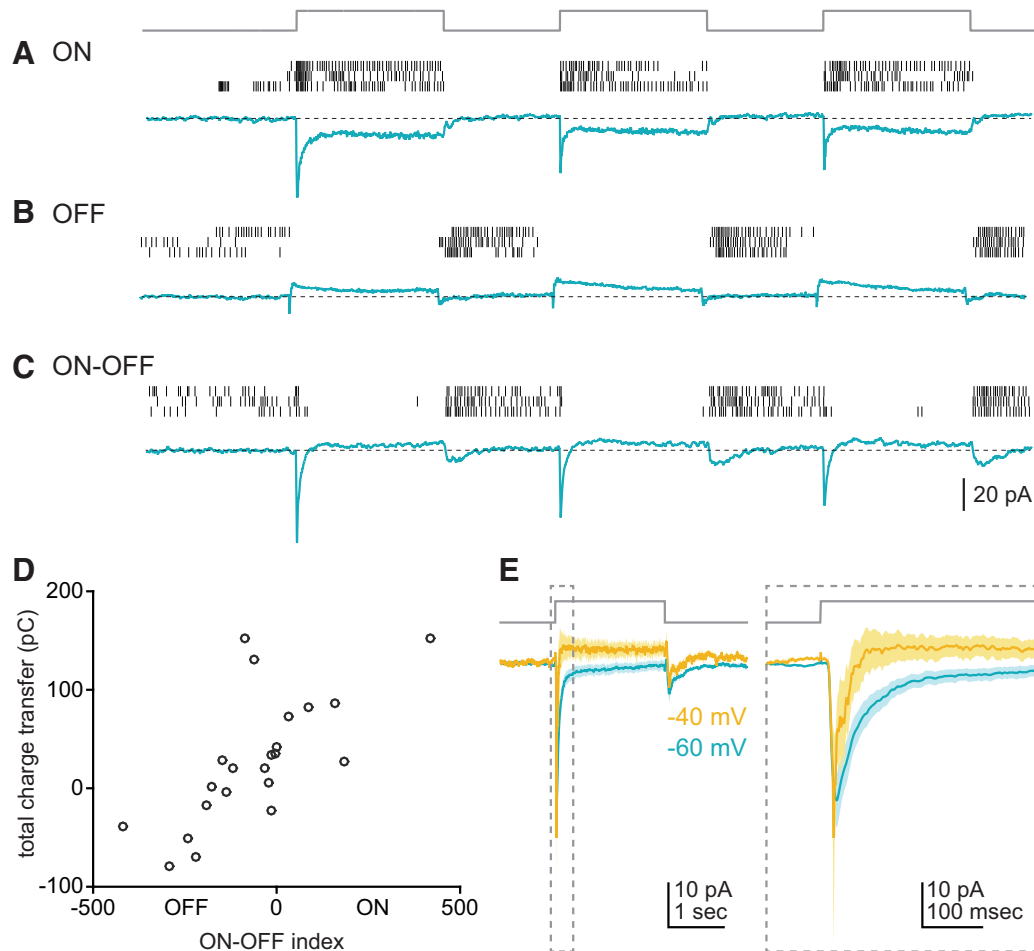 A ON
B OFF
C ON-OFF
20 pA
D
E
total charge transfer (pC)
200
100
0
-100
-500
OFF
0
ON
500
ON-OFF index
-40 mV
-60 mV
10 pA
1 sec
10 pA
100 msec